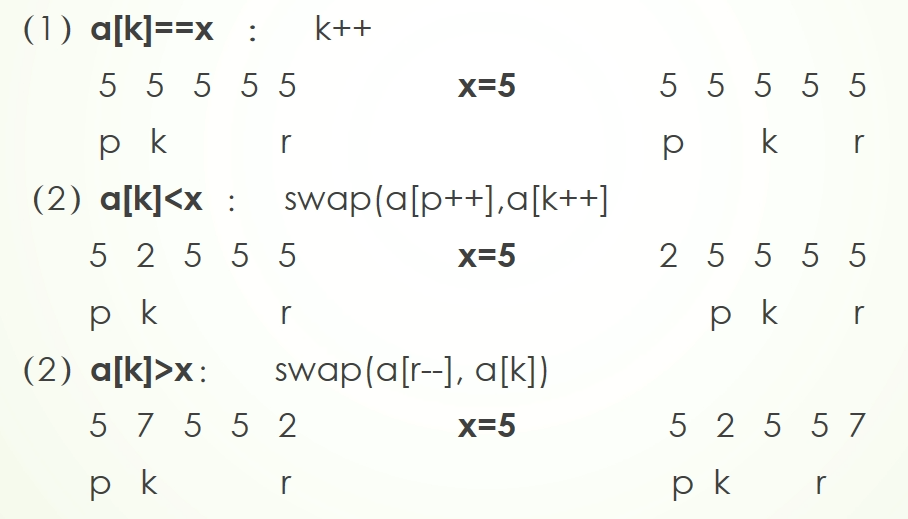 (1) a[k]==x : k++
5 5 5 5 5 x=5 5 5 5 5 5
p k r p k r
(2) a[k]<x : swap(a[p++],a[k++]
5 2 5 5 5 x=5 2 5 5 5 5
p k r p k r
(2) a[k]>x: swap(a[r--], a[k])
5 7 5 5 2 x=5 5 2 5 5 7
p k r p k r